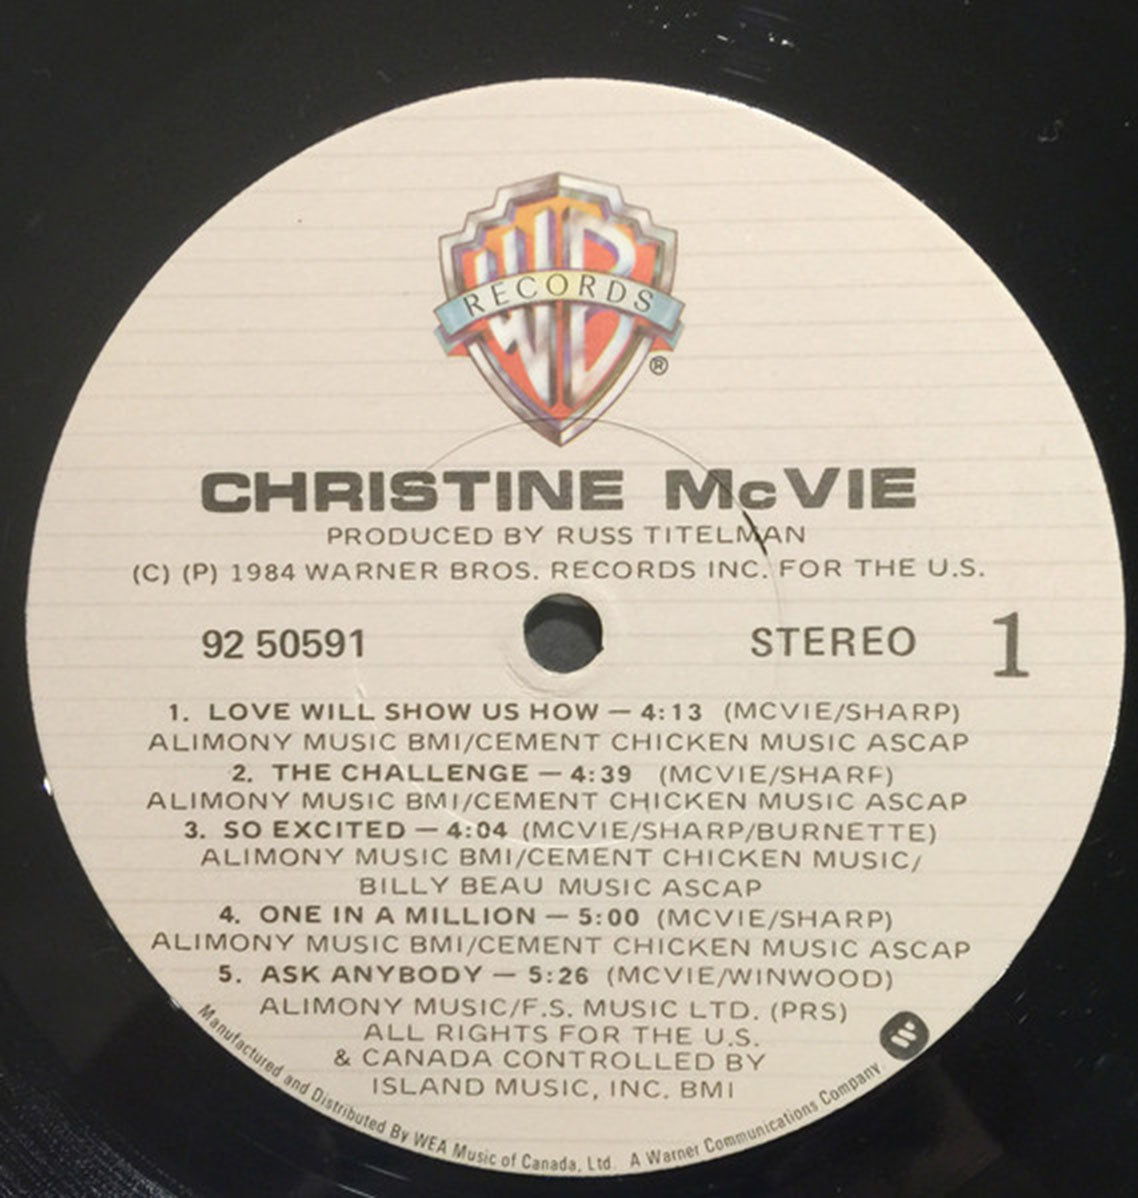 WB
RECORDS
®
CHRISTINE McVIE
PRODUCED BY RUSS TITELMAN
(C) (P) 1984 WARNER BROS. RECORDS INC. FOR THE U.S.
92 50591 STEREO 1
1. LOVE WILL SHOW US HOW — 4:13 (MCVIE/SHARP)
ALIMONY MUSIC BMI/CEMENT CHICKEN MUSIC ASCAP
2. THE CHALLENGE — 4:39 (MCVIE/SHARP)
ALIMONY MUSIC BMI/CEMENT CHICKEN MUSIC ASCAP
3. SO EXCITED — 4:04 (MCVIE/SHARP/BURNETTE)
ALIMONY MUSIC BMI/CEMENT CHICKEN MUSIC/
BILLY BEAU MUSIC ASCAP
4. ONE IN A MILLION — 5:00 (MCVIE/SHARP)
ALIMONY MUSIC BMI/CEMENT CHICKEN MUSIC ASCAP
5. ASK ANYBODY — 5:26 (MCVIE/WINWOOD)
ALIMONY MUSIC/F.S. MUSIC LTD. (PRS)
ALL RIGHTS FOR THE U.S.
& CANADA CONTROLLED BY
ISLAND MUSIC, INC. BMI
Manufactured and Distributed By WEA Music of Canada, Ltd. A Warner Communications Company.